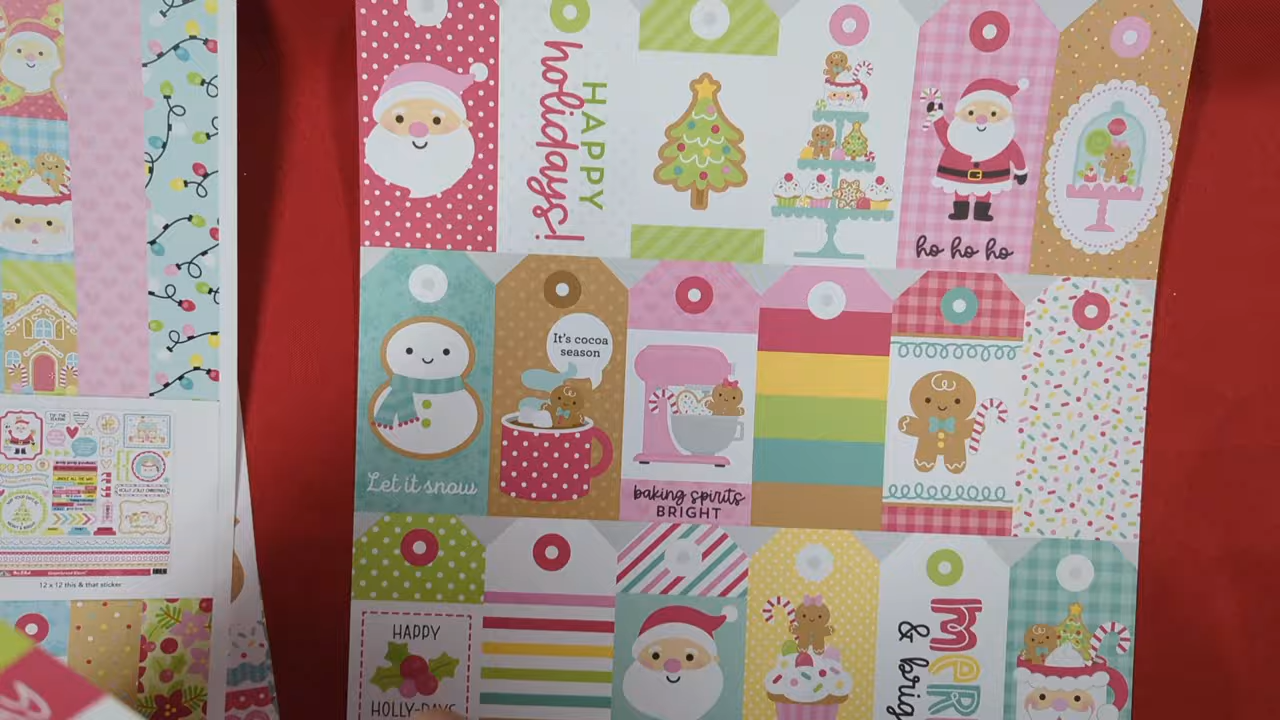 HAPPY
holidays!
ho ho ho
It's cocoa
season
Let it snow
baking spirits
BRIGHT
HAPPY
HOLLY-DAYS
MER
& brig
12 x 12 this & that sticker